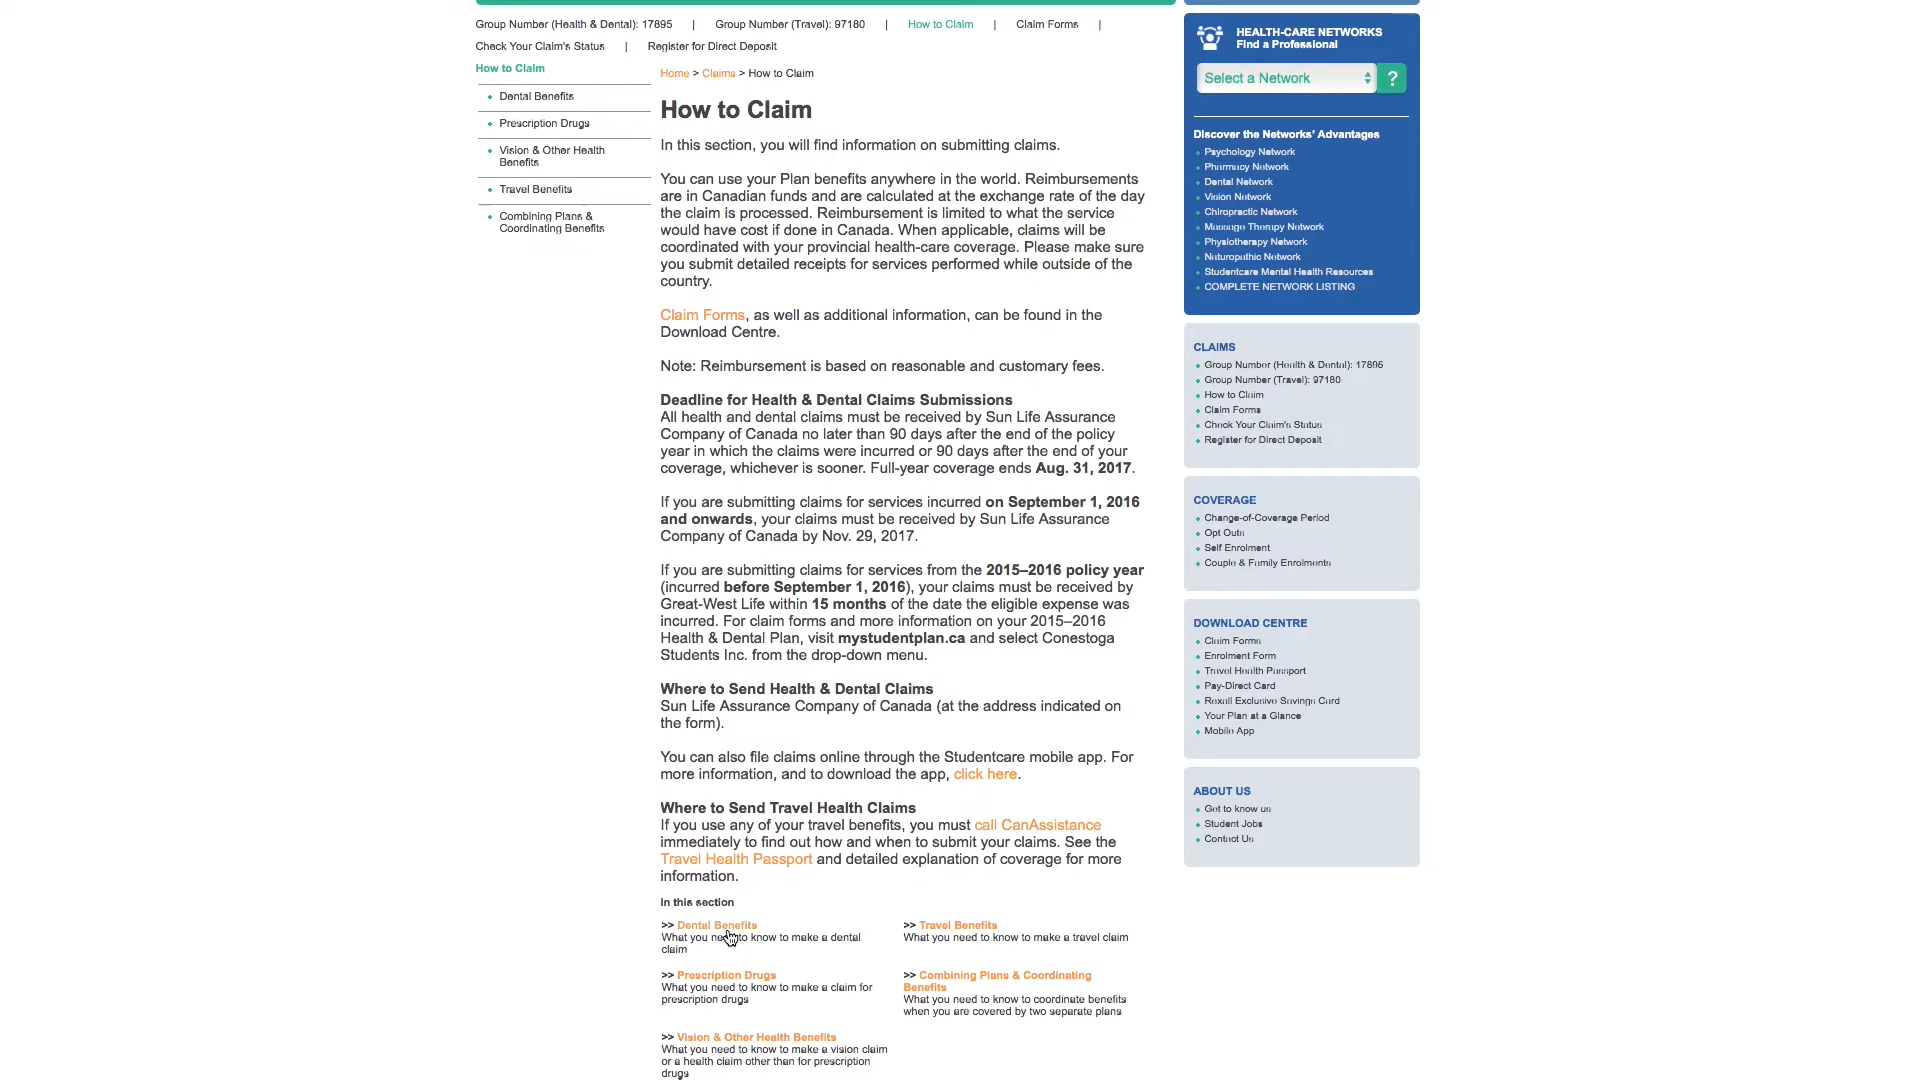 Group Number (Health & Dental): 17895 | Group Number (Travel): 97180 | How to Claim | Claim Forms |
Check Your Claim's Status | Register for Direct Deposit
How to Claim
Dental Benefits
Prescription Drugs
Vision & Other Health
Benefits
Travel Benefits
Combining Plans &
Coordinating Benefits
Home > Claims > How to Claim
How to Claim
In this section, you will find information on submitting claims.
You can use your Plan benefits anywhere in the world. Reimbursements
are in Canadian funds and are calculated at the exchange rate of the day
the claim is processed. Reimbursement is limited to what the service
would have cost if done in Canada. When applicable, claims will be
coordinated with your provincial health-care coverage. Please make sure
you submit detailed receipts for services performed while outside of the
country.
Claim Forms, as well as additional information, can be found in the
Download Centre.
Note: Reimbursement is based on reasonable and customary fees.
Deadline for Health & Dental Claims Submissions
All health and dental claims must be received by Sun Life Assurance
Company of Canada no later than 90 days after the end of the policy
year in which the claims were incurred or 90 days after the end of your
coverage, whichever is sooner. Full-year coverage ends Aug. 31, 2017.
If you are submitting claims for services incurred on September 1, 2016
and onwards, your claims must be received by Sun Life Assurance
Company of Canada by Nov. 29, 2017.
If you are submitting claims for services from the 2015–2016 policy year
(incurred before September 1, 2016), your claims must be received by
Great-West Life within 15 months of the date the eligible expense was
incurred. For claim forms and more information on your 2015–2016
Health & Dental Plan, visit mystudentplan.ca and select Conestoga
Students Inc. from the drop-down menu.
Where to Send Health & Dental Claims
Sun Life Assurance Company of Canada (at the address indicated on
the form).
You can also file claims online through the Studentcare mobile app. For
more information, and to download the app, click here.
Where to Send Travel Health Claims
If you use any of your travel benefits, you must call CanAssistance
immediately to find out how and when to submit your claims. See the
Travel Health Passport and detailed explanation of coverage for more
information.
In this section
>> Dental Benefits
What you need to know to make a dental
claim
>> Travel Benefits
What you need to know to make a travel claim
>> Prescription Drugs
What you need to know to make a claim for
prescription drugs
>> Combining Plans & Coordinating
Benefits
What you need to know to coordinate benefits
when you are covered by two separate plans
>> Vision & Other Health Benefits
What you need to know to make a vision claim
or a health claim other than for prescription
drugs
HEALTH-CARE NETWORKS
Find a Professional
Select a Network ?
Discover the Networks' Advantages
Psychology Network
Pharmacy Network
Dental Network
Vision Network
Chiropractic Network
Massage Therapy Network
Physiotherapy Network
Naturopathic Network
Studentcare Mental Health Resources
COMPLETE NETWORK LISTING
CLAIMS
Group Number (Health & Dental): 17895
Group Number (Travel): 97180
How to Claim
Claim Forms
Check Your Claim's Status
Register for Direct Deposit
COVERAGE
Change-of-Coverage Period
Opt Outs
Self Enrolment
Couple & Family Enrolments
DOWNLOAD CENTRE
Claim Forms
Enrolment Form
Travel Health Passport
Pay-Direct Card
Rexall Exclusive Savings Card
Your Plan at a Glance
Mobile App
ABOUT US
Get to know us
Student Jobs
Contact Us